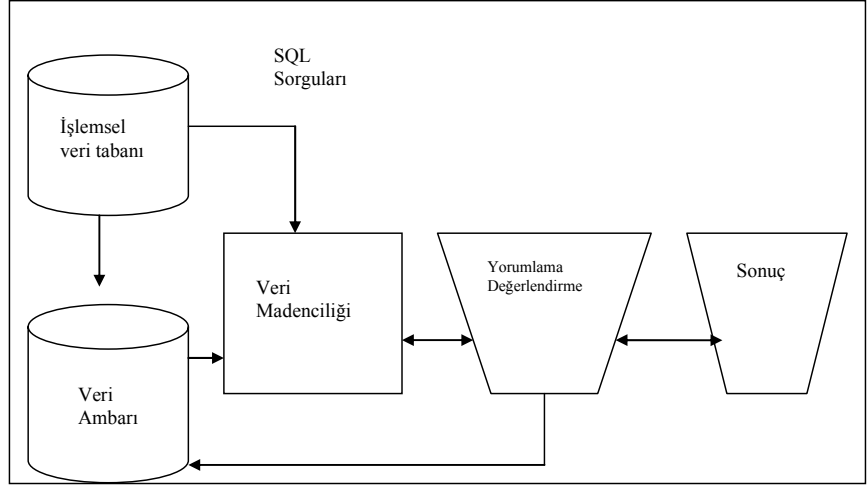 SQL
Sorguları
İşlemsel
veri tabanı
Veri
Madenciliği
Yorumlama
Değerlendirme
Sonuç
Veri
Ambarı